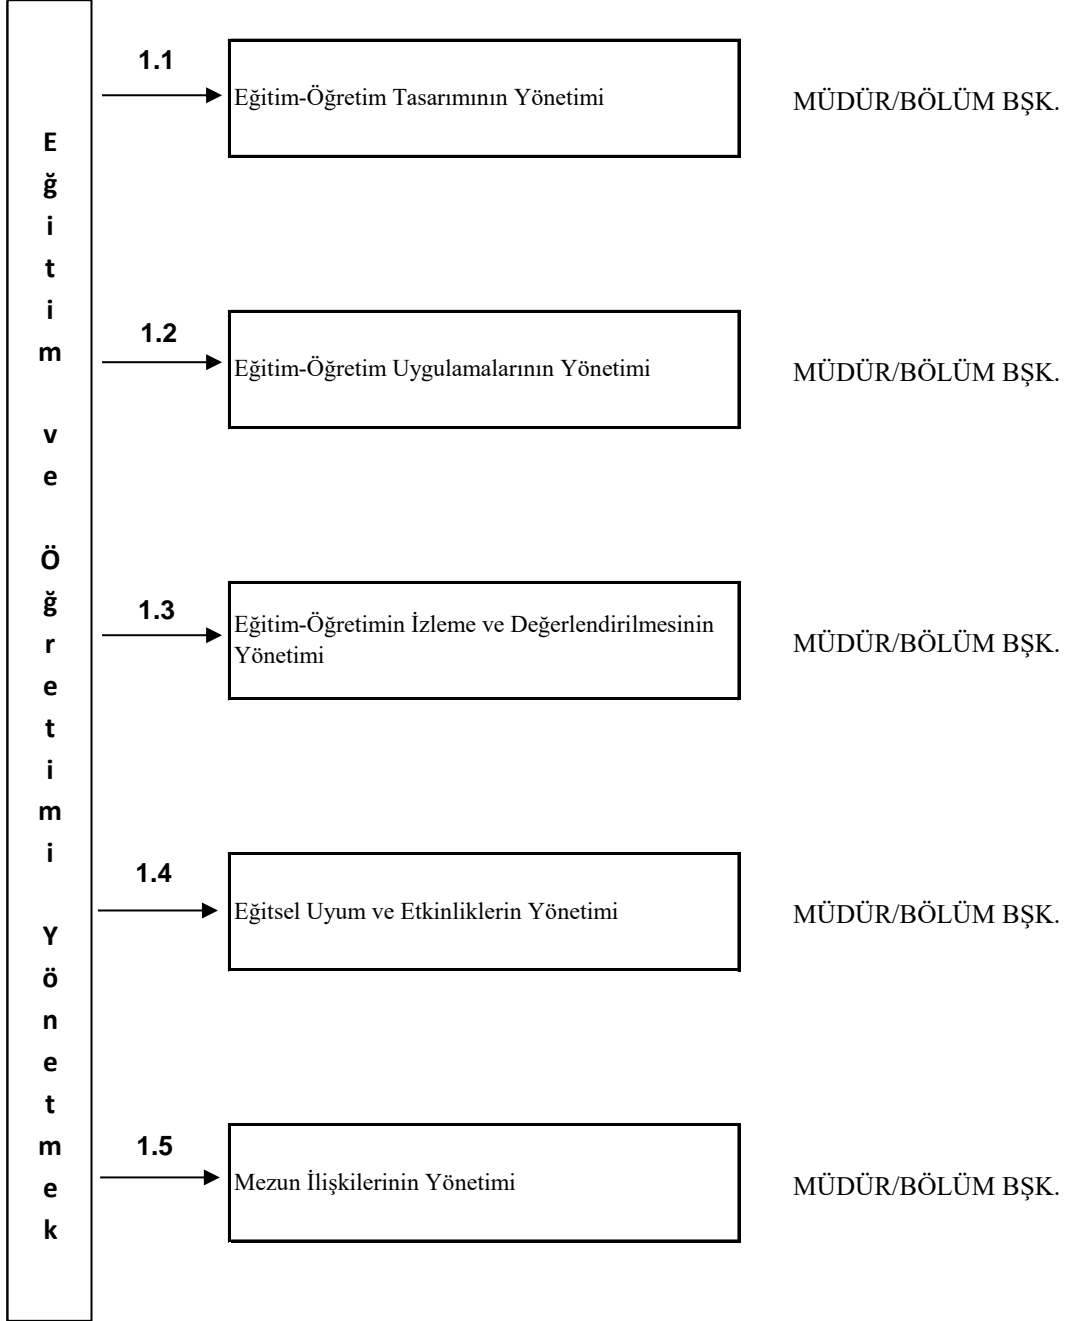 Eğitim ve Öğretimi Yönetmek
1.1
Eğitim-Öğretim Tasarımının Yönetimi
MÜDÜR/BÖLÜM BŞK.
1.2
Eğitim-Öğretim Uygulamalarının Yönetimi
MÜDÜR/BÖLÜM BŞK.
1.3
Eğitim-Öğretimin İzleme ve Değerlendirilmesinin
Yönetimi
MÜDÜR/BÖLÜM BŞK.
1.4
Eğitsel Uyum ve Etkinliklerin Yönetimi
MÜDÜR/BÖLÜM BŞK.
1.5
Mezun İlişkilerinin Yönetimi
MÜDÜR/BÖLÜM BŞK.